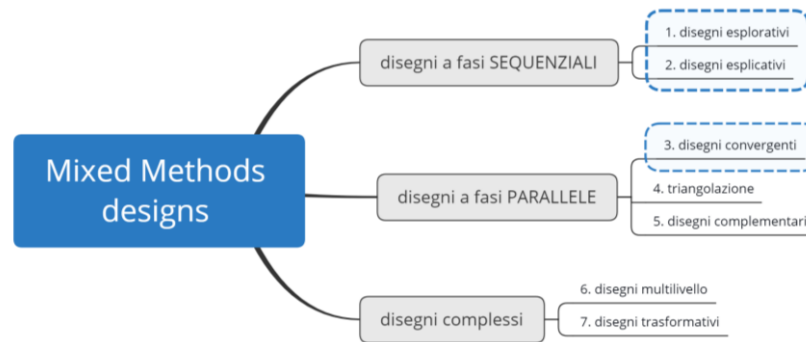 Mixed Methods
designs
disegni a fasi SEQUENZIALI
1. disegni esplorativi
2. disegni esplicativi
disegni a fasi PARALLELE
3. disegni convergenti
4. triangolazione
5. disegni complementari
disegni complessi
6. disegni multilivello
7. disegni trasformativi